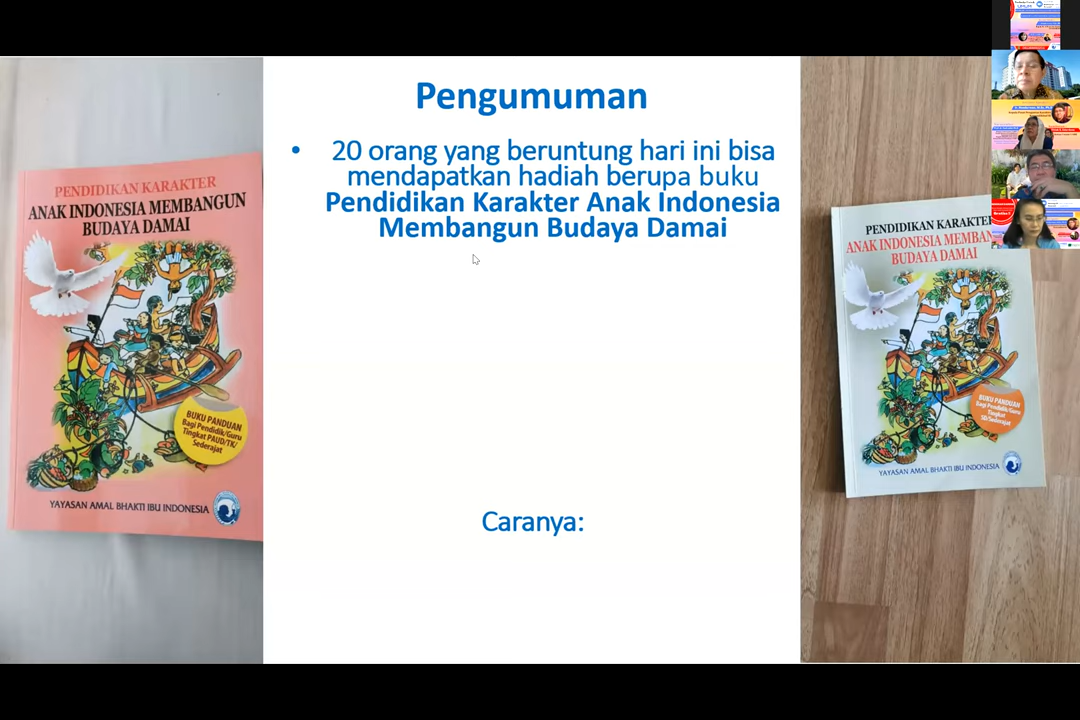 Pengumuman
• 20 orang yang beruntung hari ini bisa
mendapatkan hadiah berupa buku
Pendidikan Karakter Anak Indonesia
Membangun Budaya Damai
Caranya:
PENDIDIKAN KARAKTER
ANAK INDONESIA MEMBANGUN
BUDAYA DAMAI
BUKU PANDUAN
Bagi Pendidik/Guru
Tingkat PAUD/TK/
Sederajat
YAYASAN AMAL BHAKTI IBU INDONESIA
PENDIDIKAN KARAKTER
ANAK INDONESIA MEMBAN
BUDAYA DAMAI
BUKU PANDUAN
Bagi Pendidik/Guru
Tingkat
SD/Sederajat
YAYASAN AMAL BHAKTI IBU INDONESIA